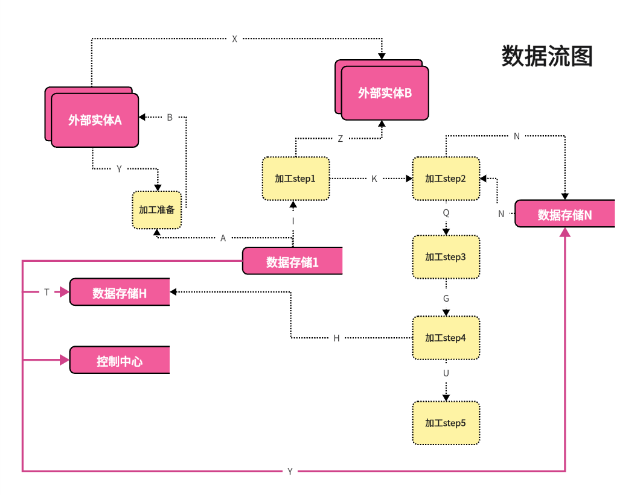 X
数据流图
外部实体A
外部实体B
B
Z
N
Y
加工step1
K
加工step2
加工准备
I
Q
N
数据存储N
A
加工step3
数据存储1
T
数据存储H
G
H
加工step4
控制中心
U
加工step5
Y